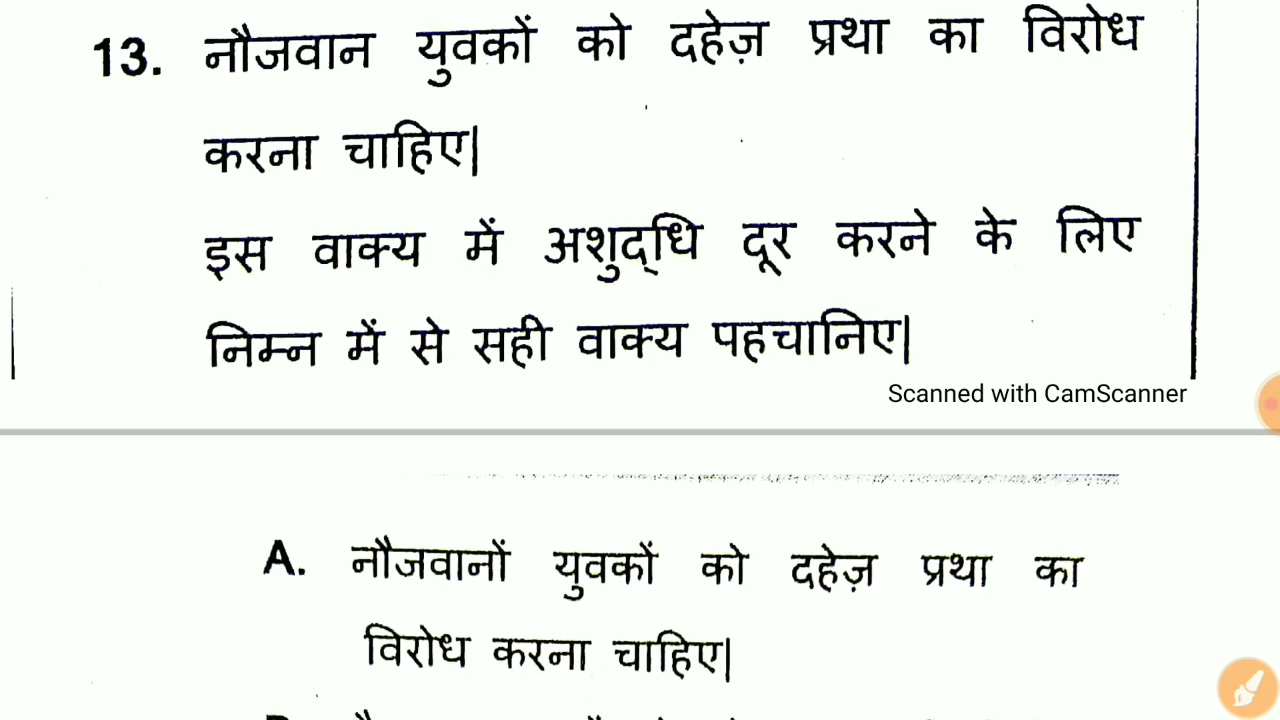 13. नौजवान युवकों को दहेज़ प्रथा का विरोध
करना चाहिए|
इस वाक्य में अशुद्धि दूर करने के लिए
निम्न में से सही वाक्य पहचानिए|
Scanned with CamScanner
A. नौजवानों युवकों को दहेज़ प्रथा का
विरोध करना चाहिए|